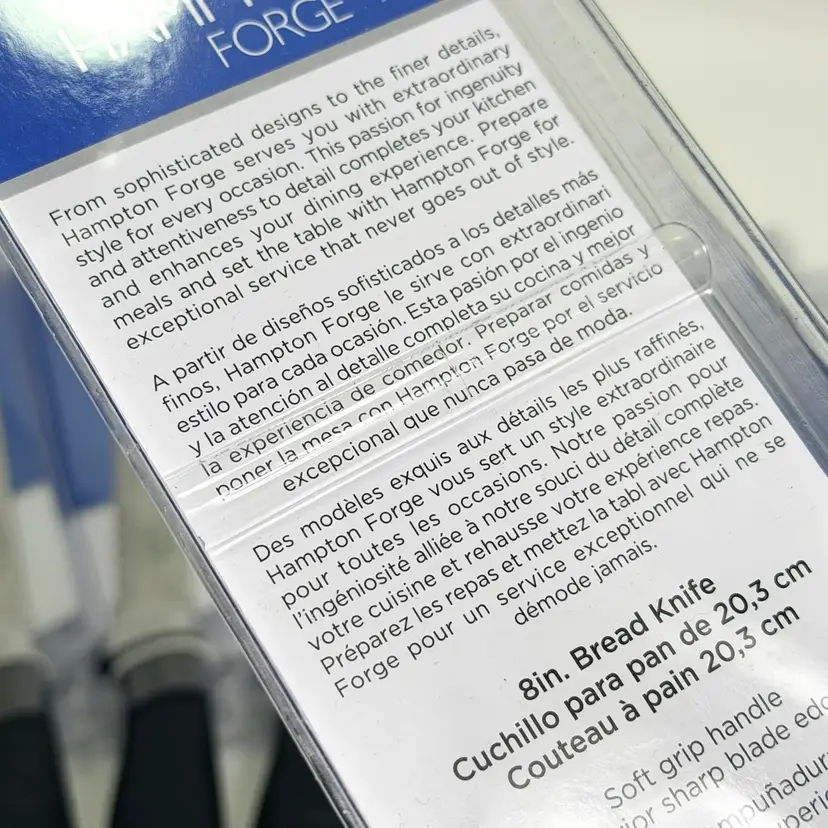 FORGE
From sophisticated designs to the finer details,
Hampton Forge serves you with extraordinary
style for every occasion. This passion for ingenuity
and attentiveness to detail completes your kitchen
and enhances your dining experience. Prepare
meals and set the table with Hampton Forge for
exceptional service that never goes out of style.
A partir de diseños sofisticados a los detalles más
finos, Hampton Forge le sirve con extraordinari
estilo para cada ocasión. Esta pasión por el ingenio
y la atención al detalle completa su cocina y mejor
la experiencia de comedor. Preparar comidas y
poner la mesa con Hampton Forge por el servicio
excepcional que nunca pasa de moda.
Des modèles exquis aux détails les plus raffinés,
Hampton Forge vous sert un style extraordinaire
pour toutes les occasions. Notre passion pour
l'ingéniosité alliée à notre souci du détail complète
votre cuisine et rehausse votre expérience repas.
Préparez les repas et mettez la tabl avec Hampton
Forge pour un service exceptionnel qui ne se
démode jamais.
8in. Bread Knife
Cuchillo para pan de 20,3 cm
Couteau à pain 20,3 cm
Soft grip handle
sharp blade